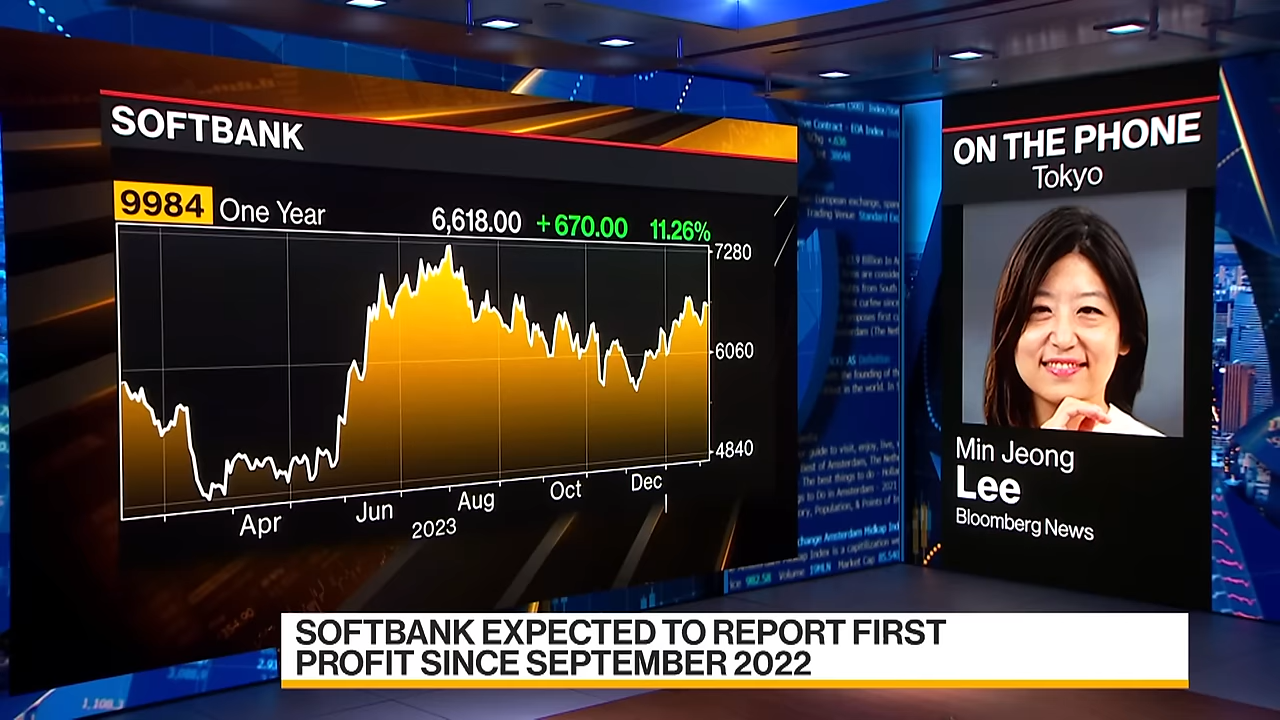 SOFTBANK
9984 One Year 6,618.00 +670.00 11.26%
7280
6060
4840
Apr Jun Aug Oct Dec
2023
ON THE PHONE
Tokyo
Min Jeong
Lee
Bloomberg News
SOFTBANK EXPECTED TO REPORT FIRST
PROFIT SINCE SEPTEMBER 2022